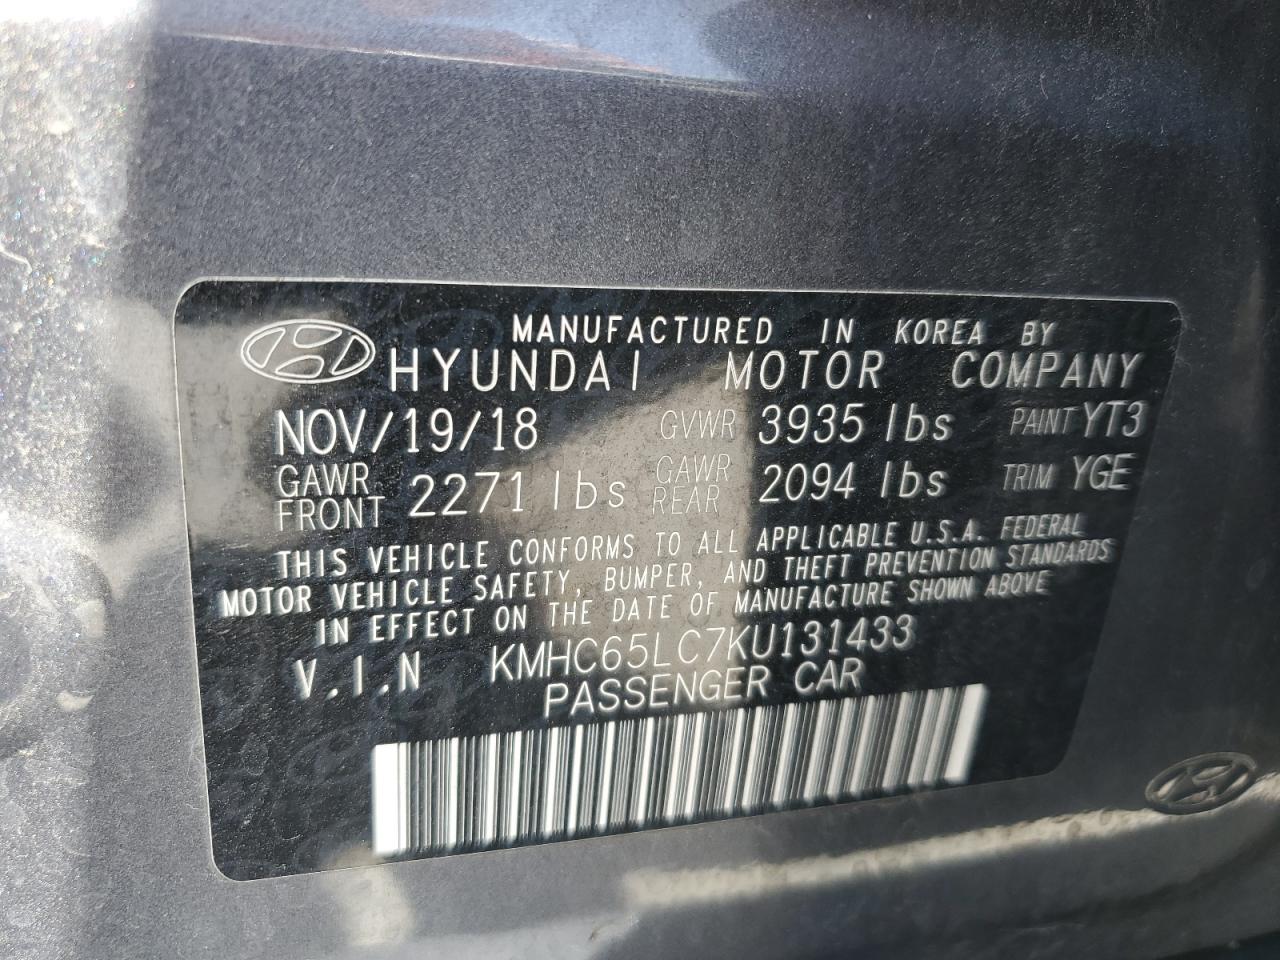 MANUFACTURED IN KOREA BY
HYUNDAI MOTOR COMPANY
NOV/19/18 GVWR 3935 lbs PAINT YT3
GAWR FRONT 2271 lbs GAWR REAR 2094 lbs TRIM YGE
THIS VEHICLE CONFORMS TO ALL APPLICABLE U.S.A. FEDERAL
MOTOR VEHICLE SAFETY, BUMPER, AND THEFT PREVENTION STANDARDS
IN EFFECT ON THE DATE OF MANUFACTURE SHOWN ABOVE
V.I.N KMHC65LC7KU131433
PASSENGER CAR